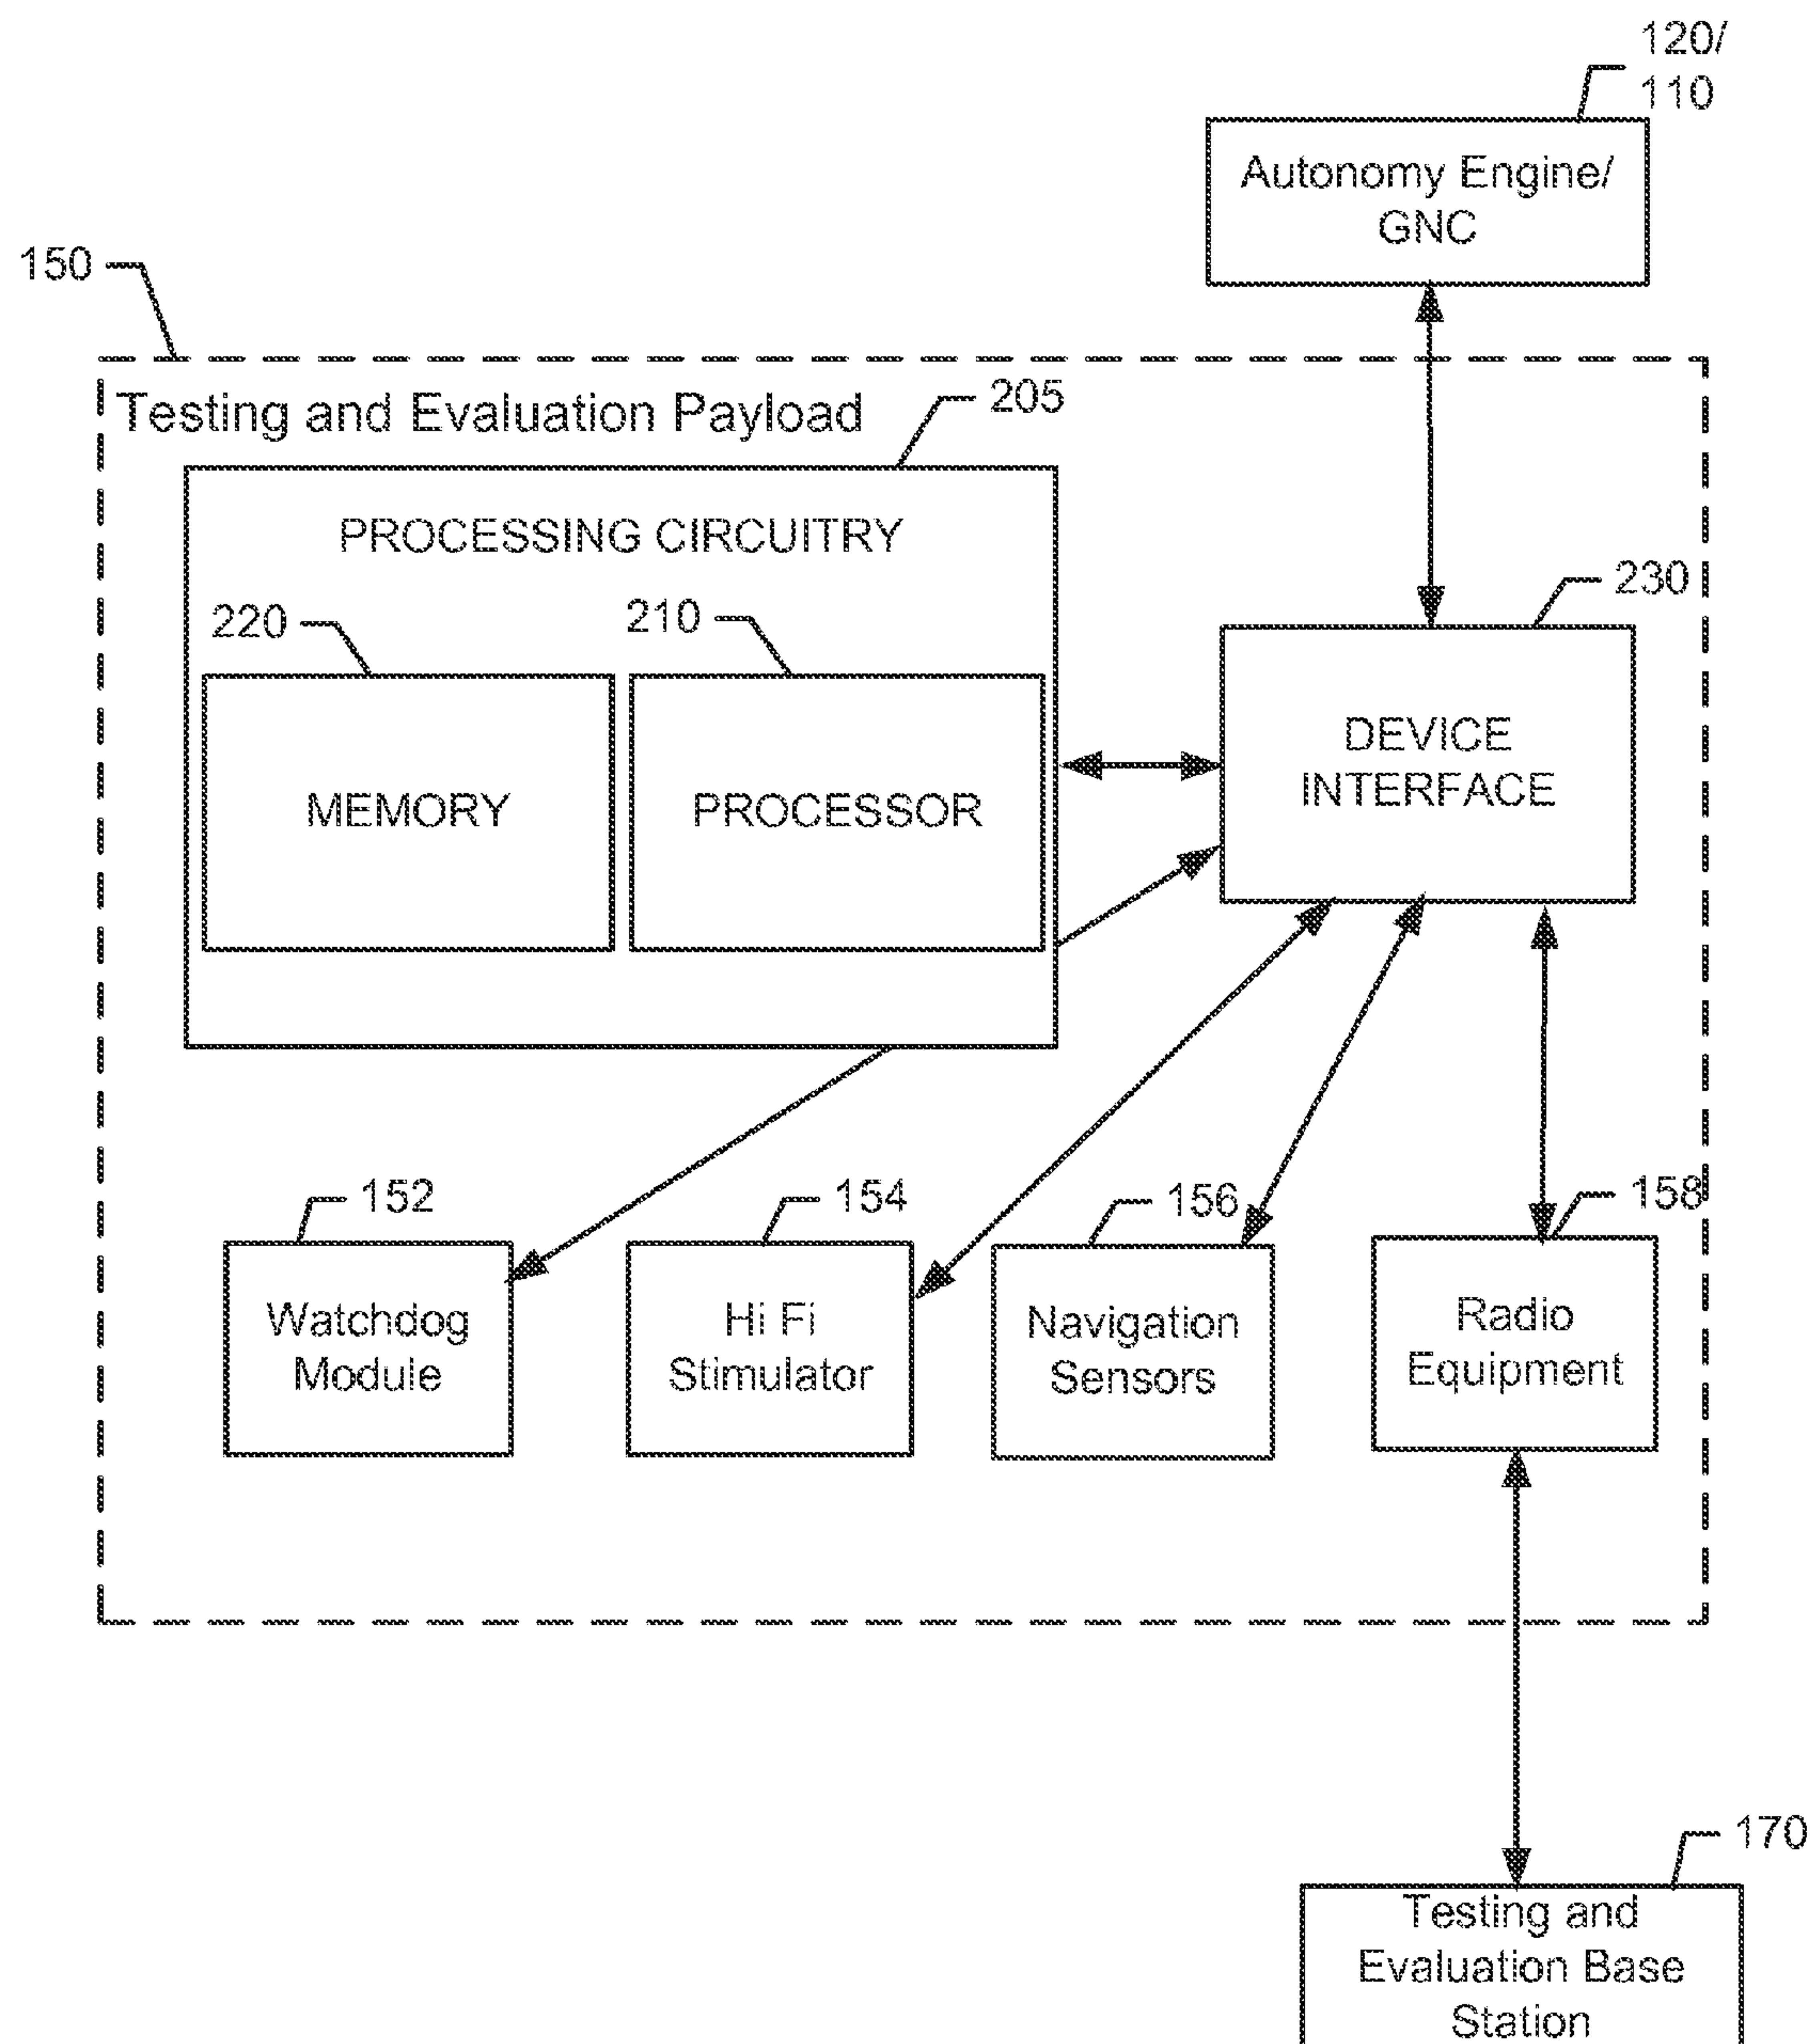 120/
110
Autonomy Engine/
GNC
150
Testing and Evaluation Payload
205
PROCESSING CIRCUITRY
220
210
230
MEMORY
PROCESSOR
DEVICE
INTERFACE
152
154
156
158
Watchdog
Module
Hi Fi
Stimulator
Navigation
Sensors
Radio
Equipment
170
Testing and
Evaluation Base
Station